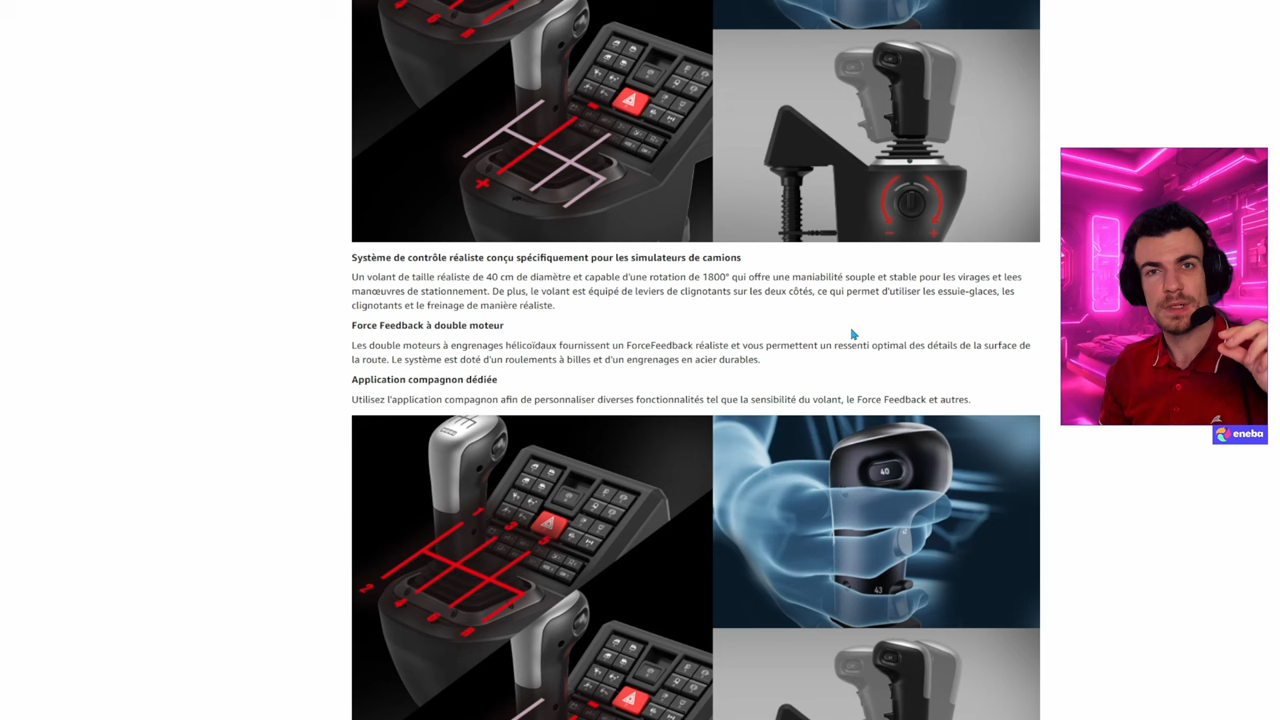 Système de contrôle réaliste conçu spécifiquement pour les simulateurs de camions
Un volant de taille réaliste de 40 cm de diamètre et capable d'une rotation de 1800° qui offre une maniabilité souple et stable pour les virages et lees
manœuvres de stationnement. De plus, le volant est équipé de leviers de clignotants sur les deux côtés, ce qui permet d'utiliser les essuie-glaces, les
clignotants et le freinage de manière réaliste.
Force Feedback à double moteur
Les double moteurs à engrenages hélicoïdaux fournissent un ForceFeedback réaliste et vous permettent un ressenti optimal des détails de la surface de
la route. Le système est doté d'un roulements à billes et d'un engrenages en acier durables.
Application compagnon dédiée
Utilisez l'application compagnon afin de personnaliser diverses fonctionnalités tel que la sensibilité du volant, le Force Feedback et autres.
eneba
40
43